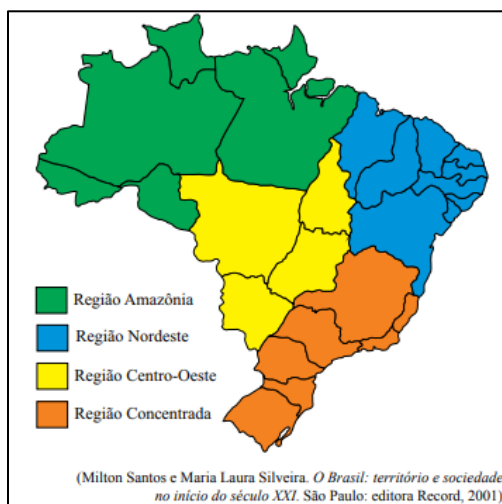 Região Amazônia
Região Nordeste
Região Centro-Oeste
Região Concentrada
(Milton Santos e Maria Laura Silveira. O Brasil: território e sociedade
no início do século XXI. São Paulo: editora Record, 2001)